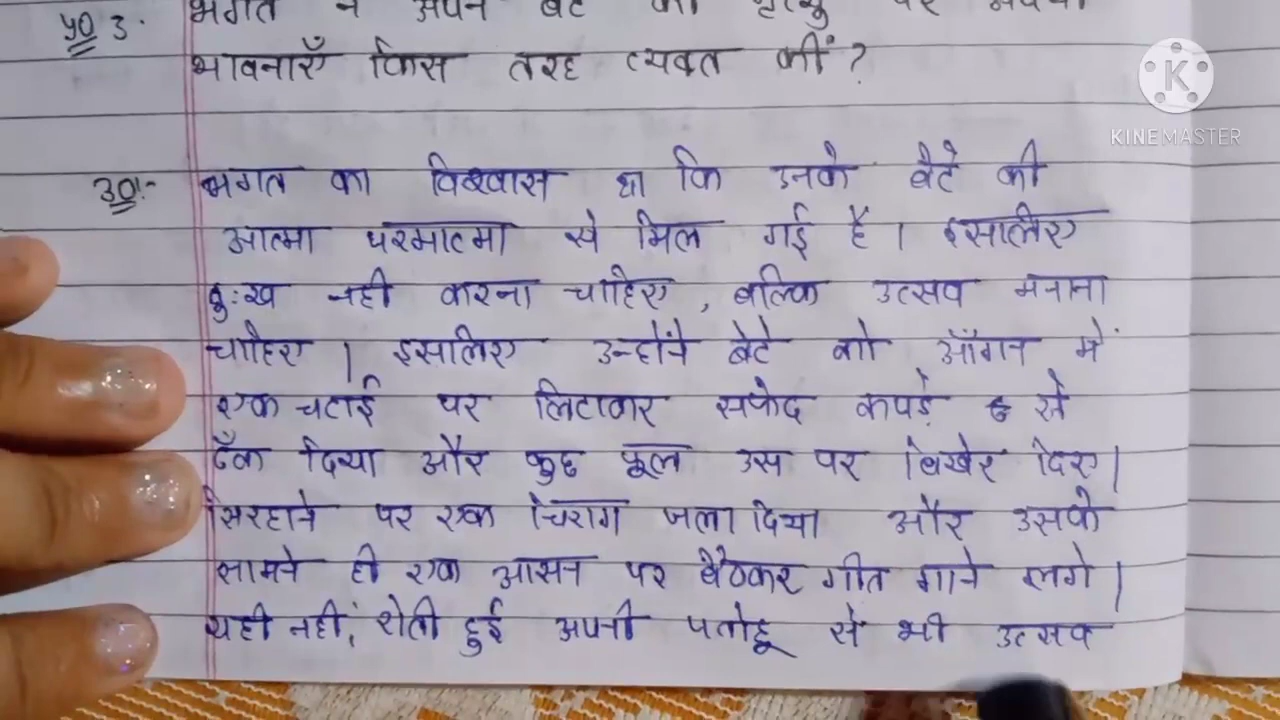 प्र० 3. भगत ने अपने बेटे की मृत्यु पर अपनी
भावनाएँ किस तरह व्यक्त कीं ?
उ०:- भगत का विश्वास था कि उनके बेटे की
आत्मा परमात्मा से मिल गई है । इसलिए
दु:ख नही करना चाहिए , बल्कि उत्सव मनाना
चाहिए । इसलिए उन्होंने बेटे को आँगन में
एक चटाई पर लिटाकर सफेद कपड़े से
ढँक दिया और कुछ फूल उस पर बिखेर दिए ।
सिरहाने पर एक चिराग जला दिया और उसके
सामने ही एक आसन पर बैठकर गीत गाने लगे ।
यही नहीं, रोती हुई अपनी पतोहू से भी उत्सव
KINEMASTER